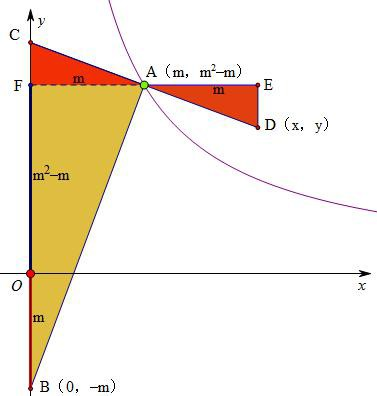 y
C
A（m，m²−m）
F
m
m
E
D（x，y）
m²−m
O
x
m
B（0，−m）